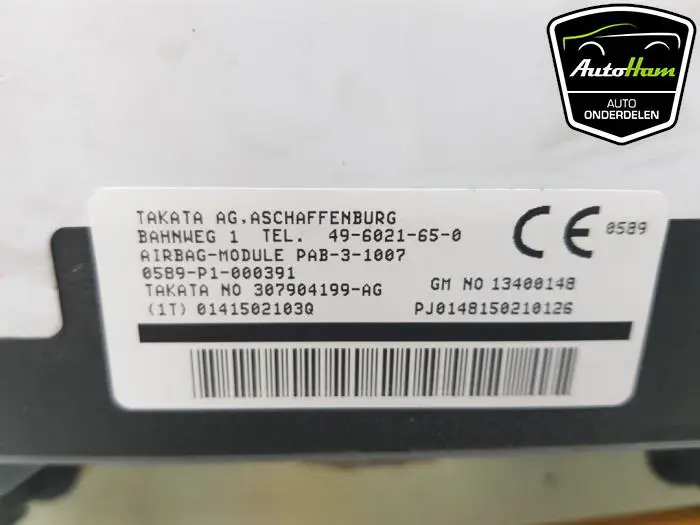 AutoHam
AUTO
ONDERDELEN
TAKATA AG,ASCHAFFENBURG
BAHNWEG 1 TEL. 49-6021-65-0
AIRBAG-MODULE PAB-3-1007
0589-P1-000391
TAKATA NO 307904199-AG
(1T) 0141502103Q
CE 0589
GM NO 13400148
PJ0148150210126